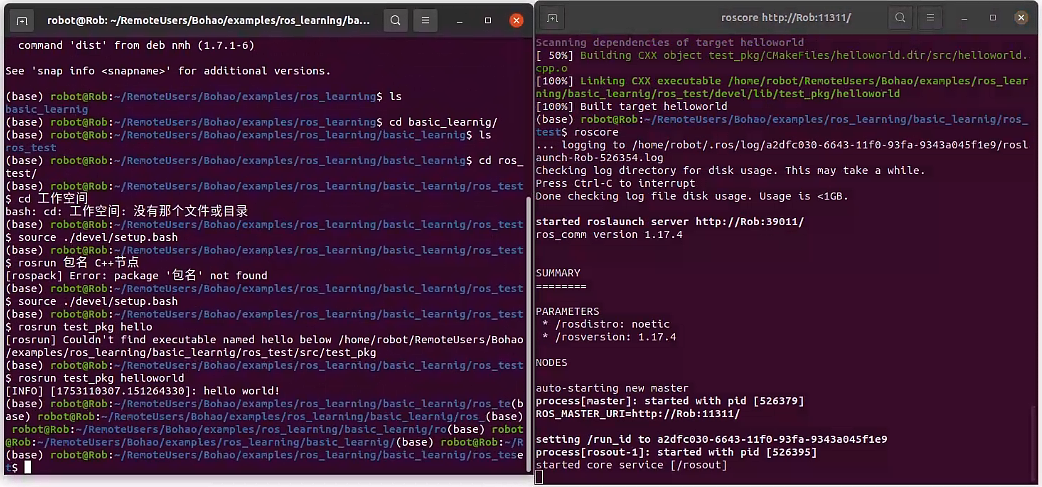 robot@Rob: ~/RemoteUsers/Bohao/examples/ros_learning/ba...
command 'dist' from deb nmh (1.7.1-6)
See 'snap info <snapname>' for additional versions.
(base) robot@Rob:~/RemoteUsers/Bohao/examples/ros_learning$ ls
basic_learnig
(base) robot@Rob:~/RemoteUsers/Bohao/examples/ros_learning$ cd basic_learnig/
(base) robot@Rob:~/RemoteUsers/Bohao/examples/ros_learning/basic_learnig$ ls
ros_test
(base) robot@Rob:~/RemoteUsers/Bohao/examples/ros_learning/basic_learnig$ cd ros_
test/
(base) robot@Rob:~/RemoteUsers/Bohao/examples/ros_learning/basic_learnig/ros_test
$ cd 工作空间
bash: cd: 工作空间: 没有那个文件或目录
(base) robot@Rob:~/RemoteUsers/Bohao/examples/ros_learning/basic_learnig/ros_test
$ source ./devel/setup.bash
(base) robot@Rob:~/RemoteUsers/Bohao/examples/ros_learning/basic_learnig/ros_test
$ rosrun 包名 C++节点
[rospack] Error: package '包名' not found
(base) robot@Rob:~/RemoteUsers/Bohao/examples/ros_learning/basic_learnig/ros_test
$ source ./devel/setup.bash
(base) robot@Rob:~/RemoteUsers/Bohao/examples/ros_learning/basic_learnig/ros_test
$ rosrun test_pkg hello
[rosrun] Couldn't find executable named hello below /home/robot/RemoteUsers/Bohao
/examples/ros_learning/basic_learnig/ros_test/src/test_pkg
(base) robot@Rob:~/RemoteUsers/Bohao/examples/ros_learning/basic_learnig/ros_test
$ rosrun test_pkg helloworld
[INFO] [1753110307.151264330]: hello world!
(base) robot@Rob:~/RemoteUsers/Bohao/examples/ros_learning/basic_learnig/ros_te(b
ase) robot@Rob:~/RemoteUsers/Bohao/examples/ros_learning/basic_learnig/ros_(base)
robot@Rob:~/RemoteUsers/Bohao/examples/ros_learning/basic_learnig/ro(base) robot
@Rob:~/RemoteUsers/Bohao/examples/ros_learning/basic_learnig/(base) robot@Rob:~/R
(base) robot@Rob:~/RemoteUsers/Bohao/examples/ros_learning/basic_learnig/ros_tese
t$
roscore http://Rob:11311/
Scanning dependencies of target helloworld
[ 50%] Building CXX object test_pkg/CMakeFiles/helloworld.dir/src/helloworld.
cpp.o
[100%] Linking CXX executable /home/robot/RemoteUsers/Bohao/examples/ros_lear
ning/basic_learnig/ros_test/devel/lib/test_pkg/helloworld
[100%] Built target helloworld
(base) robot@Rob:~/RemoteUsers/Bohao/examples/ros_learning/basic_learnig/ros_
test$ roscore
... logging to /home/robot/.ros/log/a2dfc030-6643-11f0-93fa-9343a045f1e9/rosl
aunch-Rob-526354.log
Checking log directory for disk usage. This may take a while.
Press Ctrl-C to interrupt
Done checking log file disk usage. Usage is <1GB.
started roslaunch server http://Rob:39011/
ros_comm version 1.17.4
SUMMARY
========
PARAMETERS
* /rosdistro: noetic
* /rosversion: 1.17.4
NODES
auto-starting new master
process[master]: started with pid [526379]
ROS_MASTER_URI=http://Rob:11311/
setting /run_id to a2dfc030-6643-11f0-93fa-9343a045f1e9
process[rosout-1]: started with pid [526395]
started core service [/rosout]